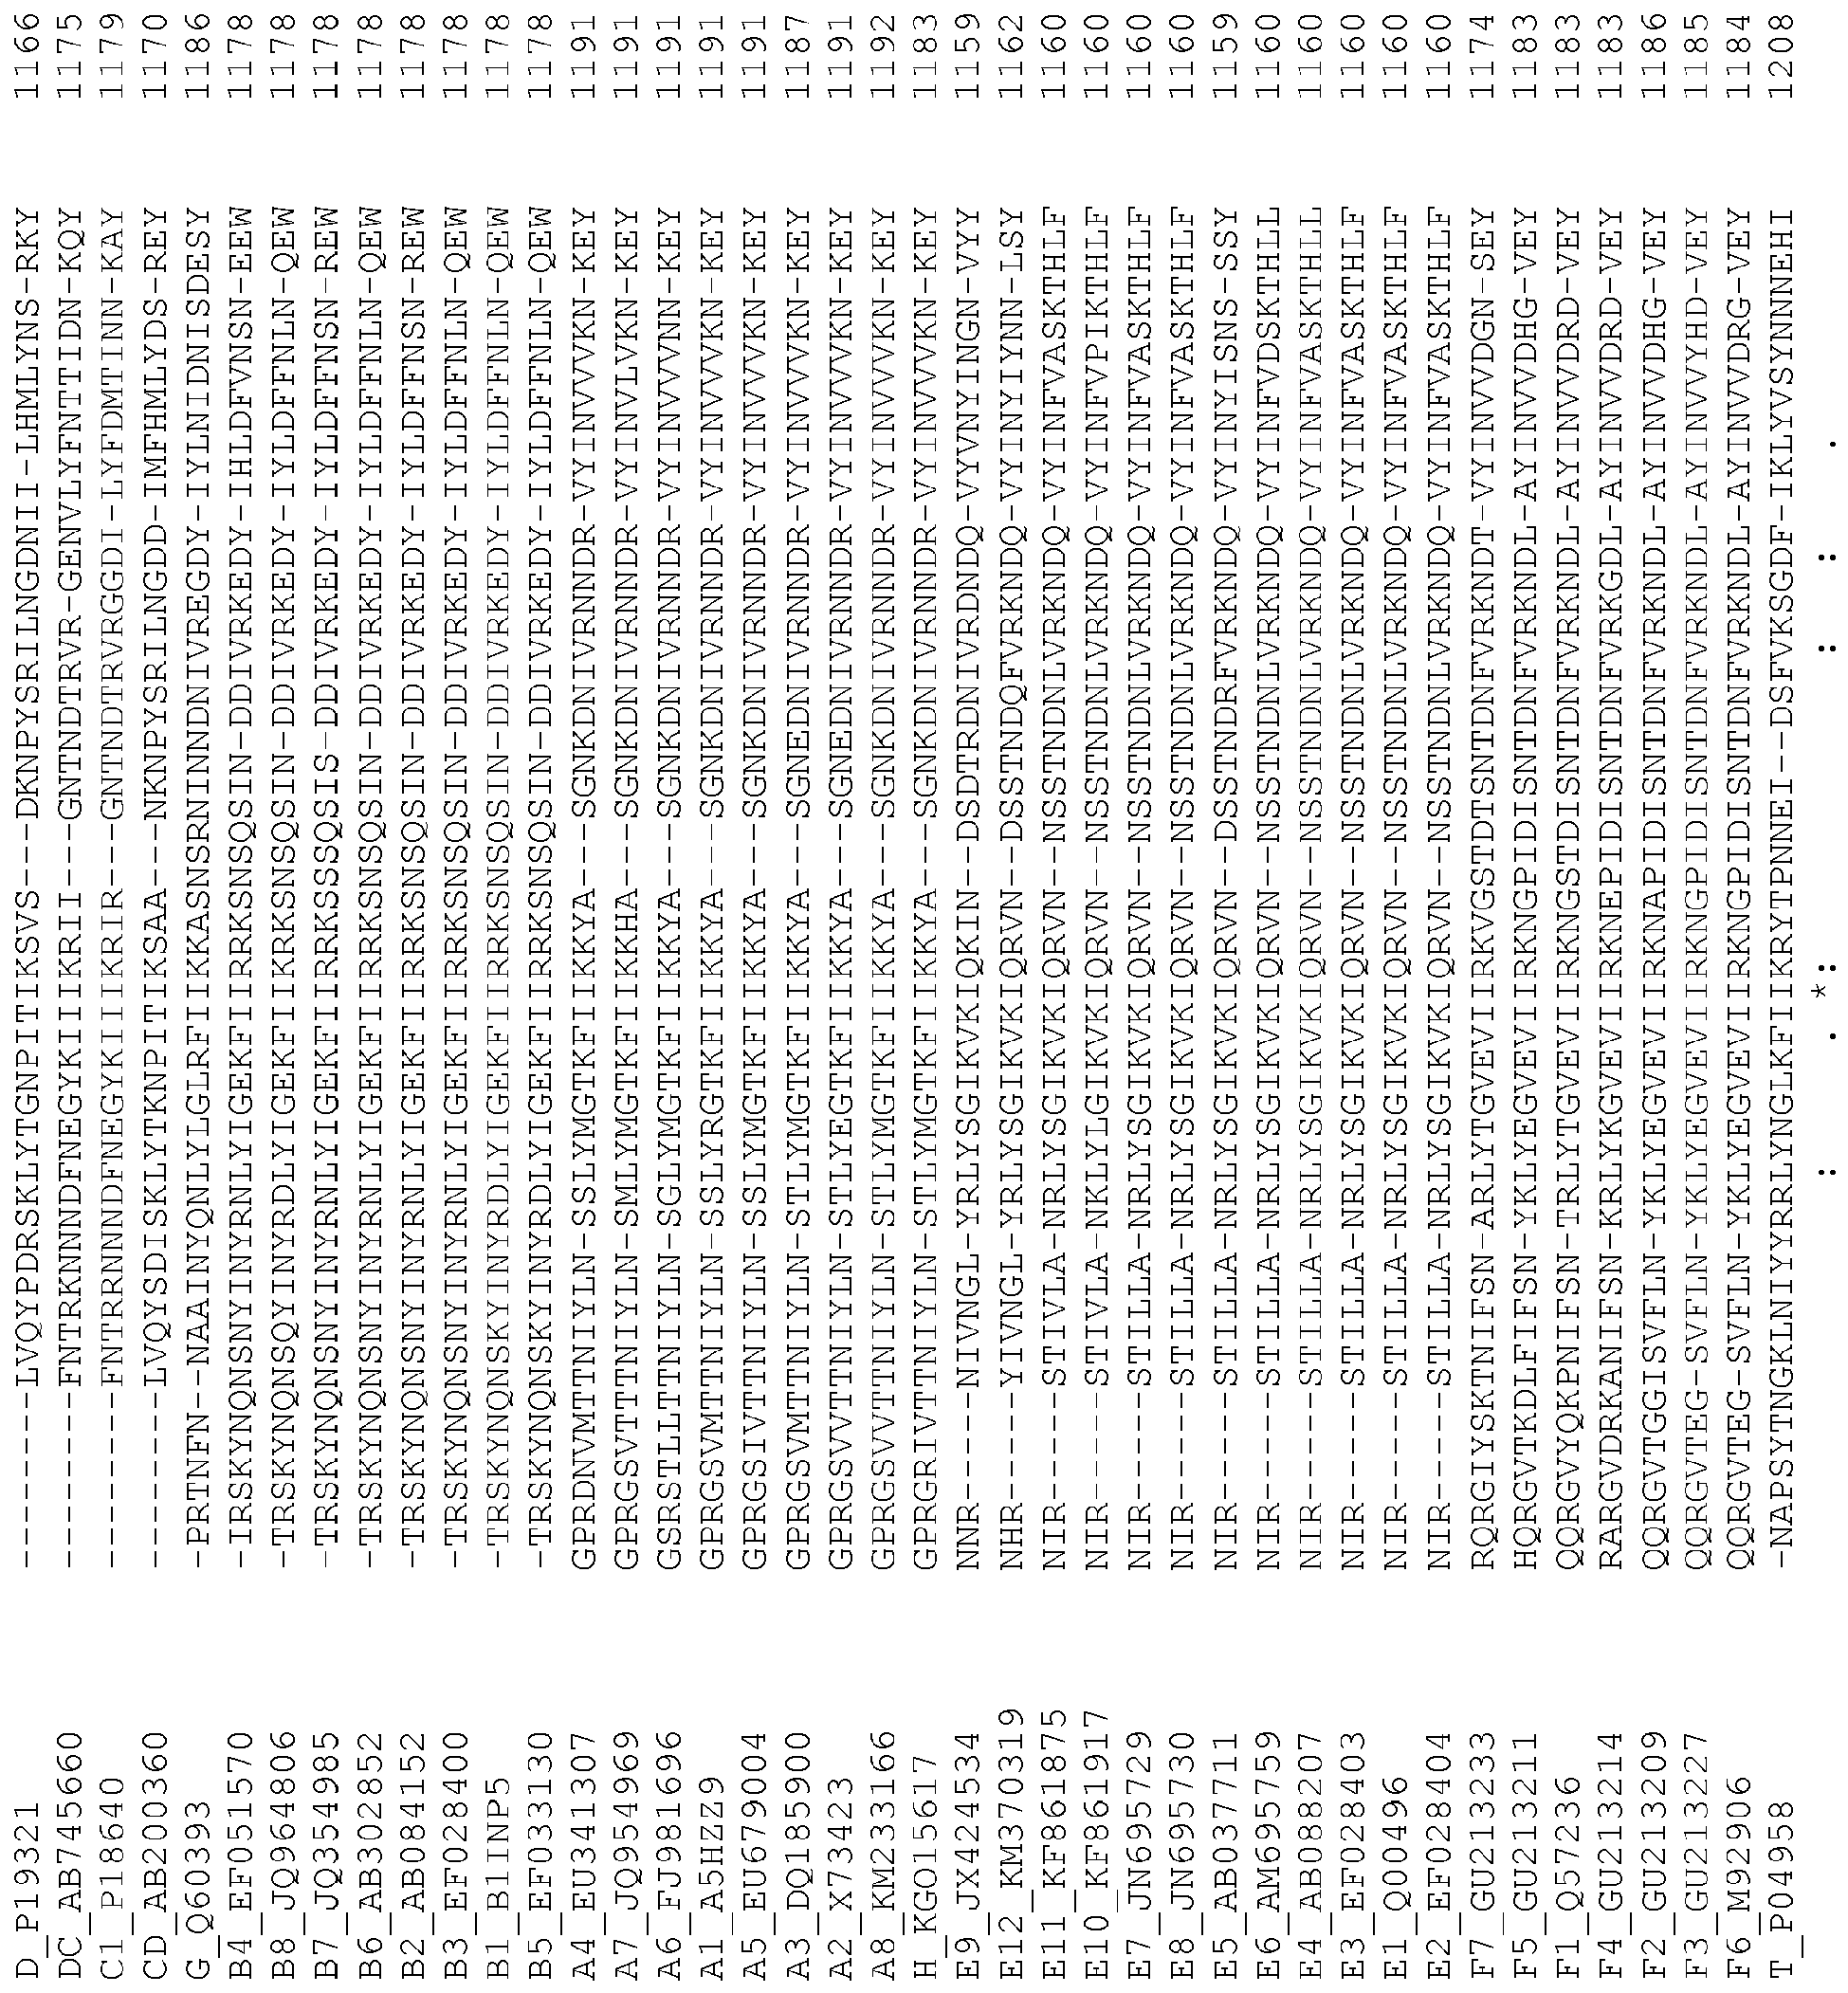 D_P19321 --------LVQYPDRSKLYTGNPITIKSVS---DKNPYSRILNGDNII-LHMLYNS-RKY 1166
DC_AB745660 --------FNTRKNNNDFNEGYKIIIKRII---GNTNDTRVR-GENVLYFNTTIDN-KQY 1175
C1_P18640 --------FNTRRNNNDFNEGYKIIIKRIR---GNTNDTRVRGGDI-LYFDMTINN-KAY 1179
CD_AB200360 --------LVQYSDISKLYTKNPITIKSAA---NKNPYSRILNGDD-IMFHMLYDS-REY 1170
G_Q60393 -PRTNFN--NAAINYQNLYLGLRFIIKKASNSRNINNDNIVREGDY-IYLNIDNISDESY 1186
B4_EF051570 -IRSKYNQNSNYINYRNLYIGEKFIIRRKSNSQSIN-DDIVRKEDY-IHLDFVNSN-EEW 1178
B8_JQ964806 -TRSKYNQNSQYINYRDLYIGEKFIIKRKSNSQSIN-DDIVRKEDY-IYLDFFNLN-QEW 1178
B7_JQ354985 -TRSKYNQNSNYINYRNLYIGEKFIIRRKSSSQSIS-DDIVRKEDY-IYLDFFNSN-REW 1178
B6_AB302852 -TRSKYNQNSNYINYRNLYIGEKFIIRRKSNSQSIN-DDIVRKEDY-IYLDFFNLN-QEW 1178
B2_AB084152 -TRSKYNQNSNYINYRNLYIGEKFIIRRKSNSQSIN-DDIVRKEDY-IYLDFFNSN-REW 1178
B3_EF028400 -TRSKYNQNSNYINYRNLYIGEKFIIRRKSNSQSIN-DDIVRKEDY-IYLDFFNLN-QEW 1178
B1_B1INP5 -TRSKYNQNSKYINYRDLYIGEKFIIRRKSNSQSIN-DDIVRKEDY-IYLDFFNLN-QEW 1178
B5_EF033130 -TRSKYNQNSKYINYRDLYIGEKFIIRRKSNSQSIN-DDIVRKEDY-IYLDFFNLN-QEW 1178
A4_EU341307 GPRDNVMTTNIYLN-SSLYMGTKFIIKKYA---SGNKDNIVRNNDR-VYINVVVKN-KEY 1191
A7_JQ954969 GPRGSVTTTNIYLN-SMLYMGTKFIIKKHA---SGNKDNIVRNNDR-VYINVLVKN-KEY 1191
A6_FJ981696 GSRSTLLTTNIYLN-SGLYMGTKFIIKKYA---SGNKDNIVRNNDR-VYINVVVNN-KEY 1191
A1_A5HZZ9 GPRGSVMTTNIYLN-SSLYRGTKFIIKKYA---SGNKDNIVRNNDR-VYINVVVKN-KEY 1191
A5_EU679004 GPRGSIVTTNIYLN-SSLYMGTKFIIKKYA---SGNKDNIVRNNDR-VYINVVVKN-KEY 1191
A3_DQ185900 GPRGSVMTTNIYLN-STLYMGTKFIIKKYA---SGNEDNIVRNNDR-VYINVVVKN-KEY 1187
A2_X73423 GPRGSVVTTNIYLN-STLYEGTKFIIKKYA---SGNEDNIVRNNDR-VYINVVVKN-KEY 1191
A8_KM233166 GPRGSVVTTNIYLN-STLYMGTKFIIKKYA---SGNKDNIVRNNDR-VYINVVVKN-KEY 1192
H_KGO15617 GPRGRIVTTNIYLN-STLYMGTKFIIKKYA---SGNKDNIVRNNDR-VYINVVVKN-KEY 1183
E9_JX424534 NNR-----NIVNGL-YRLYSGIKVKIQKIN--DSDTRDNIVRDNDQ-VYVNYINGN-VYY 1159
E12_KM370319 NHR-----YIVNGL-YRLYSGIKVKIQRVN--DSSTNDQFVRKNDQ-VYINYIYNN-LSY 1162
E11_KF861875 NIR-----STIVLA-NRLYSGIKVKIQRVN--NSSTNDNLVRKNDQ-VYINFVASKTHLF 1160
E10_KF861917 NIR-----STIVLA-NKLYLGIKVKIQRVN--NSSTNDNLVRKNDQ-VYINFVPIKTHLF 1160
E7_JN695729 NIR-----STILLA-NRLYSGIKVKIQRVN--NSSTNDNLVRKNDQ-VYINFVASKTHLF 1160
E8_JN695730 NIR-----STILLA-NRLYSGIKVKIQRVN--NSSTNDNLVRKNDQ-VYINFVASKTHLF 1160
E5_AB037711 NIR-----STILLA-NRLYSGIKVKIQRVN--DSSTNDRFVRKNDQ-VYINYISNS-SSY 1159
E6_AM695759 NIR-----STILLA-NRLYSGIKVKIQRVN--NSSTNDNLVRKNDQ-VYINFVDSKTHLL 1160
E4_AB088207 NIR-----STILLA-NRLYSGIKVKIQRVN--NSSTNDNLVRKNDQ-VYINFVASKTHLL 1160
E3_EF028403 NIR-----STILLA-NRLYSGIKVKIQRVN--NSSTNDNLVRKNDQ-VYINFVASKTHLF 1160
E1_Q00496 NIR-----STILLA-NRLYSGIKVKIQRVN--NSSTNDNLVRKNDQ-VYINFVASKTHLF 1160
E2_EF028404 NIR-----STILLA-NRLYSGIKVKIQRVN--NSSTNDNLVRKNDQ-VYINFVASKTHLF 1160
F7_GU213233 RQRGIYSKTNIFSN-ARLYTGVEVIIRKVGSTDTSNTDNFVRKNDT-VYINVVDGN-SEY 1174
F5_GU213211 HQRGVTKDLFIFSN-YKLYEGVEVIIRKNGPIDISNTDNFVRKNDL-AYINVVDHG-VEY 1183
F1_Q57236 QQRGVYQKPNIFSN-TRLYTGVEVIIRKNGSTDISNTDNFVRKNDL-AYINVVDRD-VEY 1183
F4_GU213214 RARGVDRKANIFSN-KRLYKGVEVIIRKNEPIDISNTDNFVRKGDL-AYINVVDRD-VEY 1183
F2_GU213209 QQRGVTGGISVFLN-YKLYEGVEVIIRKNAPIDISNTDNFVRKNDL-AYINVVDHG-VEY 1186
F3_GU213227 QQRGVTEG-SVFLN-YKLYEGVEVIIRKNGPIDISNTDNFVRKNDL-AYINVVYHD-VEY 1185
F6_M92906 QQRGVTEG-SVFLN-YKLYEGVEVIIRKNGPIDISNTDNFVRKNDL-AYINVVDRG-VEY 1184
T_P04958 -NAPSYTNGKLNIYYRRLYNGLKFIIKRYTPNNEI--DSFVKSGDF-IKLYVSYNNNEHI 1208
: . *: : : .